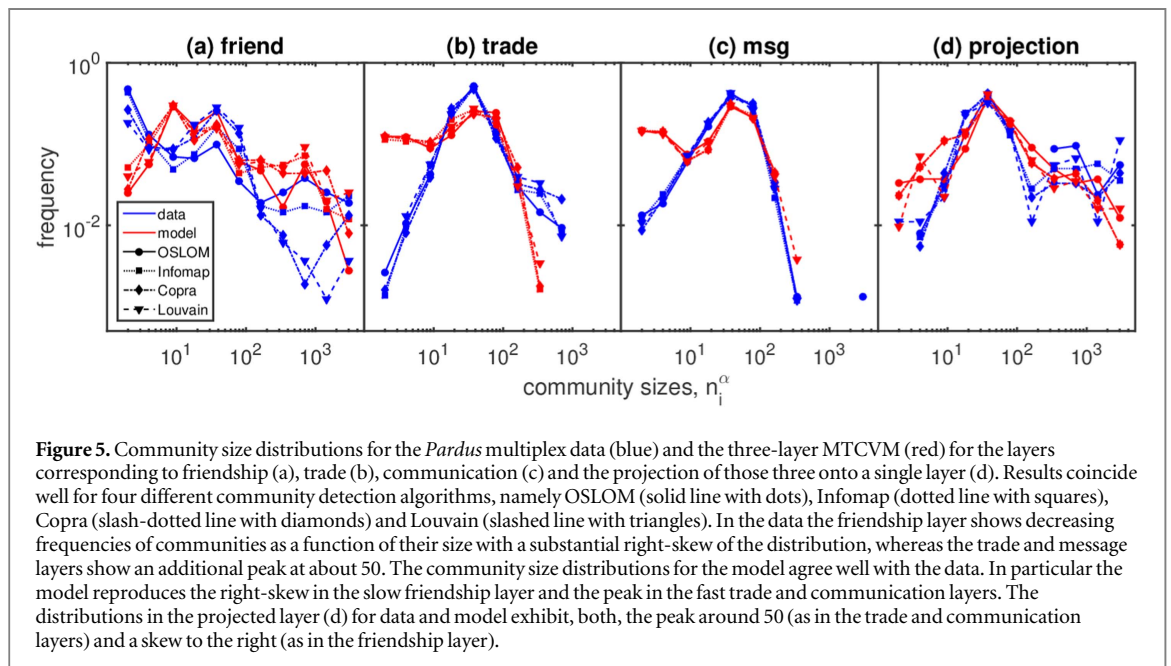 (a) friend
(b) trade
(c) msg
(d) projection
10^0
10^-2
frequency
data
model
OSLOM
Infomap
Copra
Louvain
10^1 10^2 10^3
10^1 10^2 10^3
10^1 10^2 10^3
10^1 10^2 10^3
community sizes, n_i^α
Figure 5. Community size distributions for the Pardus multiplex data (blue) and the three-layer MTCVM (red) for the layers
corresponding to friendship (a), trade (b), communication (c) and the projection of those three onto a single layer (d). Results coincide
well for four different community detection algorithms, namely OSLOM (solid line with dots), Infomap (dotted line with squares),
Copra (slash-dotted line with diamonds) and Louvain (slashed line with triangles). In the data the friendship layer shows decreasing
frequencies of communities as a function of their size with a substantial right-skew of the distribution, whereas the trade and message
layers show an additional peak at about 50. The community size distributions for the model agree well with the data. In particular the
model reproduces the right-skew in the slow friendship layer and the peak in the fast trade and communication layers. The
distributions in the projected layer (d) for data and model exhibit, both, the peak around 50 (as in the trade and communication
layers) and a skew to the right (as in the friendship layer).